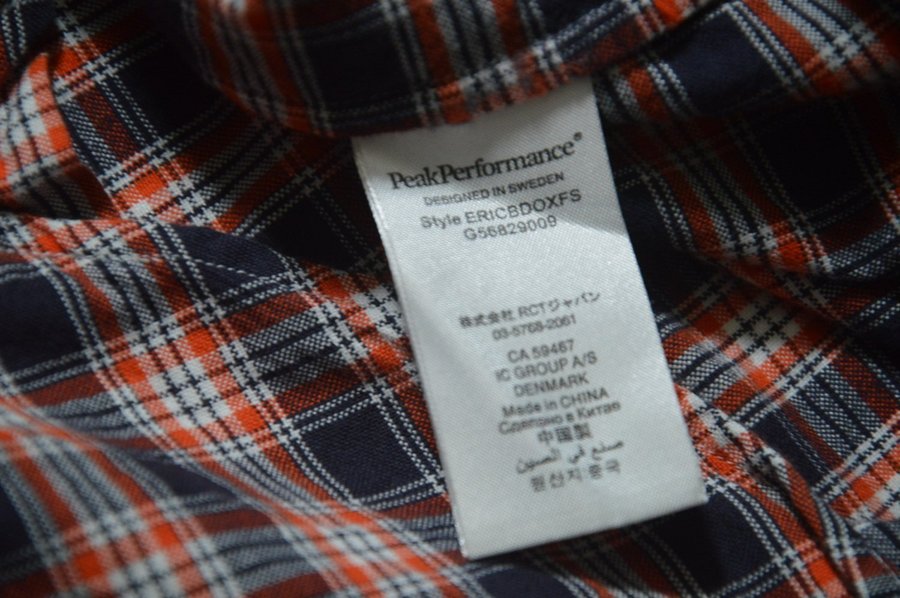 PeakPerformance®
DESIGNED IN SWEDEN
Style ERICBDOXFS
G56829009
株式会社 RCTジャパン
03-5768-2061
CA 59467
IC GROUP A/S
DENMARK
Made in CHINA
Сделано в Китае
中国製
صنع في الصين
원산지 중국